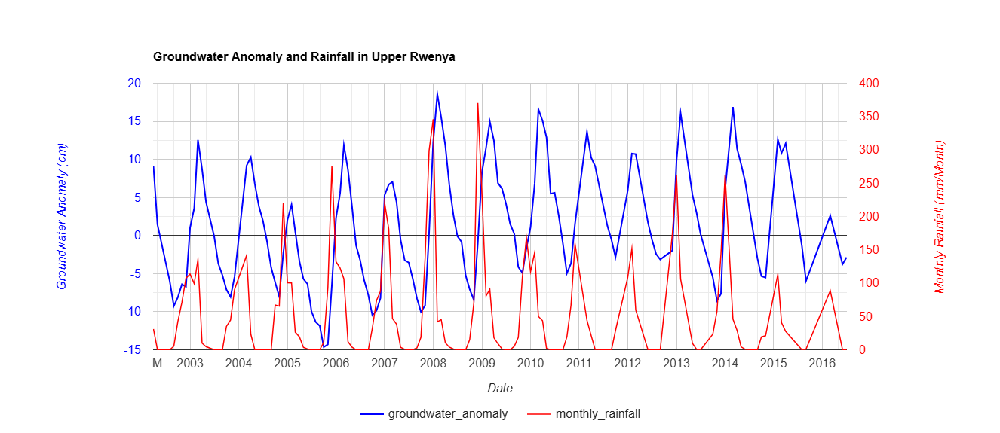 Groundwater Anomaly and Rainfall in Upper Rwenya
20
15
10
5
0
-5
-10
-15
Groundwater Anomaly (cm)
400
350
300
250
200
150
100
50
0
Monthly Rainfall (mm/Month)
M 2003 2004 2005 2006 2007 2008 2009 2010 2011 2012 2013 2014 2015 2016
Date
groundwater_anomaly monthly_rainfall